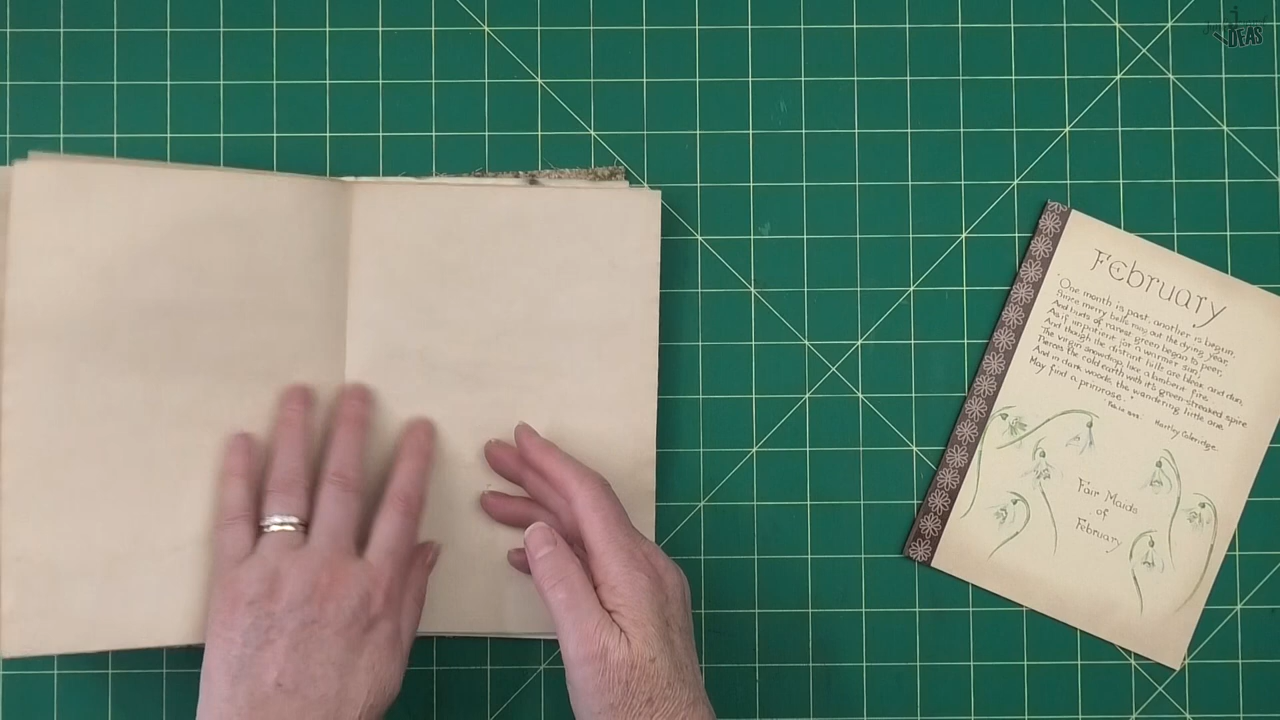 DEAS
February
"One month is past, another is begun,
Since merry bells rang out the dying year,
And buds of rarest green began to peer,
As if impatient for a warmer sun;
And though the distant hills are bleak and dun,
The virgin snowdrop, like a lambent fire,
Pierces the cold earth with its green-streaked spire
And in dark woods, the wandering little one
May find a primrose."
Hartley Coleridge
Fair Maids
of
February